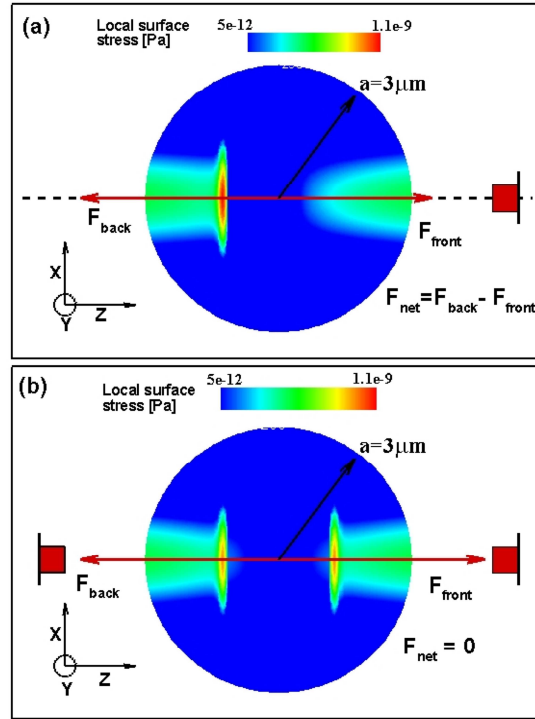 (a)
Local surface
stress [Pa]
5e-12
1.1e-9
a=3μm
F_back
F_front
F_net=F_back- F_front
X
Y
Z
(b)
Local surface
stress [Pa]
5e-12
1.1e-9
a=3μm
F_back
F_front
F_net = 0
X
Y
Z